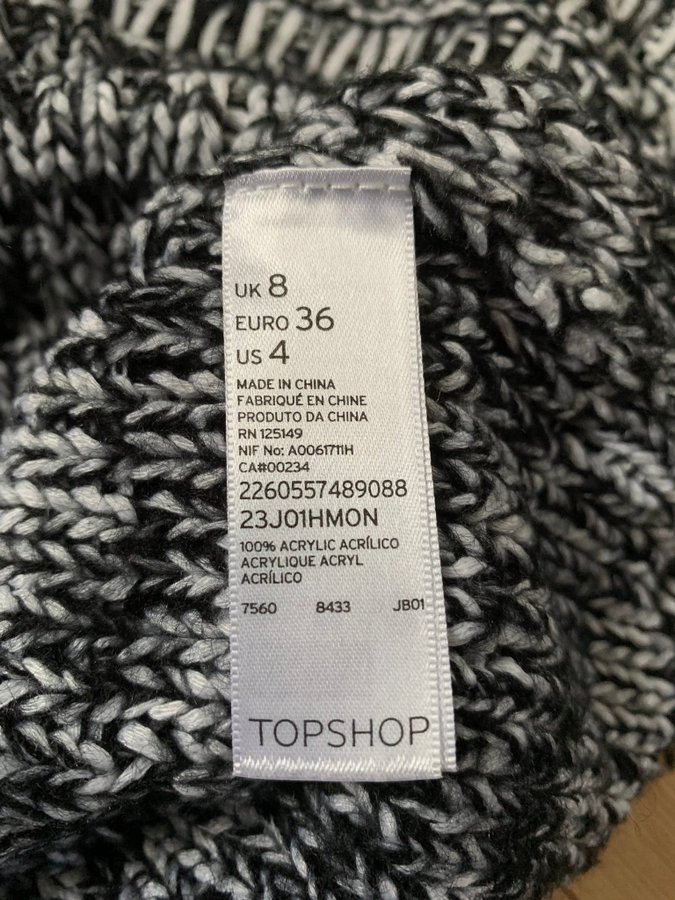 UK 8
EURO 36
US 4
MADE IN CHINA
FABRIQUÉ EN CHINE
PRODUTO DA CHINA
RN 125149
NIF No: A0061711H
CA#00234
2260557489088
23J01HMON
100% ACRYLIC ACRÍLICO
ACRYLIQUE ACRYL
ACRÍLICO
7560 8433 JB01
TOPSHOP